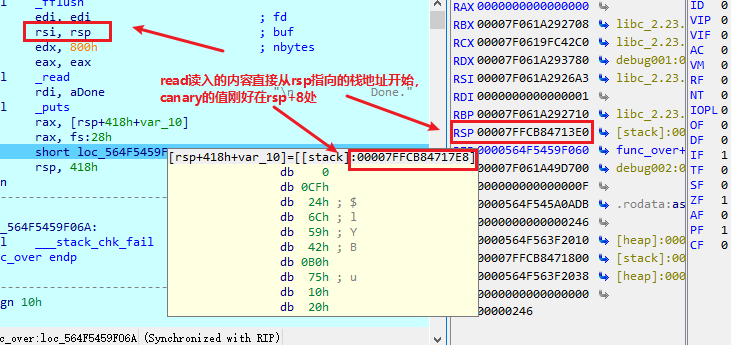 l _fflush
edi, edi ; fd
rsi, rsp ; buf
edx, 800h ; nbytes
eax, eax
l _read
rdi, aDone "\n Done."
l _puts
rax, [rsp+418h+var_10]
rax, fs:28h
short loc_564F5459F
rsp, 418h
n
_564F5459F06A:
l ___stack_chk_fail
c_over endp
gn 10h
c_over:loc_564F5459F06A (Synchronized with RIP)
read读入的内容直接从rsp指向的栈地址开始,
canary的值刚好在rsp+8处
[rsp+418h+var_10]=[[stack]:00007FFCB84717E8]
db 0
db 0CFh
db 24h ; $
db 6Ch ; l
db 59h ; Y
db 42h ; B
db 0B0h
db 75h ; u
db 10h
db 20h
RAX 0000000000000000
RBX 00007F061A292708 libc_2.23.
RCX 00007F0619FC42C0 libc_2.23.
RDX 00007F061A293780 debug001:0
RSI 00007F061A2926A3 libc_2.23.
RDI 0000000000000001
RBP 00007F061A292710 libc_2.23.
RSP 00007FFCB84713E0 [stack]:00
0000564F5459F060 func_over+
00007F061A49D700 debug002:0
000000000000000F
0000564F545A0ADB .rodata:as
0000000000000246
0000564F563F2010 [heap]:000
00007FFCB8471800 [stack]:00
0000564F563F2038 [heap]:000
0000000000000000
00000246
ID 0
VIP 0
VIF 0
AC 0
VM 0
RF 0
NT 0
IOPL 0
OF 0
DF 0
IF 1
TF 0
SF 0
ZF 1
AF 0
PF 1
CF 0